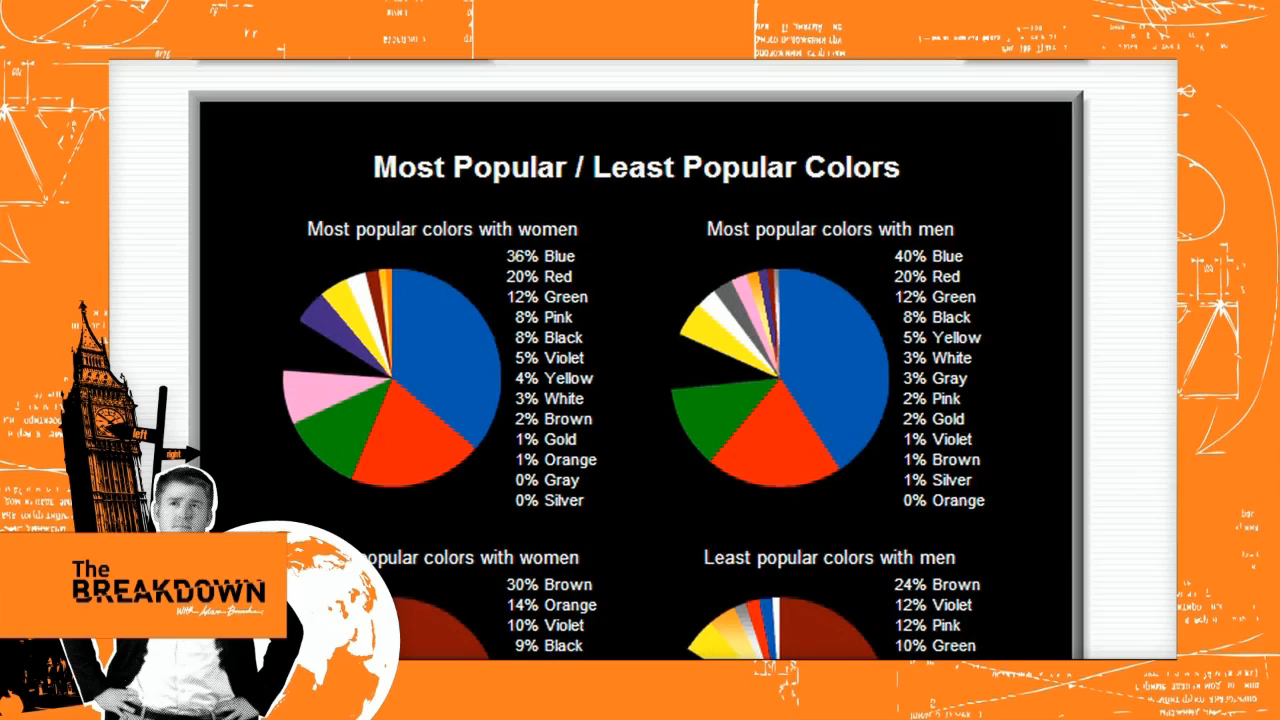 Most Popular / Least Popular Colors
Most popular colors with women
36% Blue
20% Red
12% Green
8% Pink
8% Black
5% Violet
4% Yellow
3% White
2% Brown
1% Gold
1% Orange
0% Gray
0% Silver
Most popular colors with men
40% Blue
20% Red
12% Green
8% Black
5% Yellow
3% White
3% Gray
2% Pink
2% Gold
1% Violet
1% Brown
1% Silver
0% Orange
opular colors with women
30% Brown
14% Orange
10% Violet
9% Black
Least popular colors with men
24% Brown
12% Violet
12% Pink
10% Green
left
right
The
BREAKDOWN